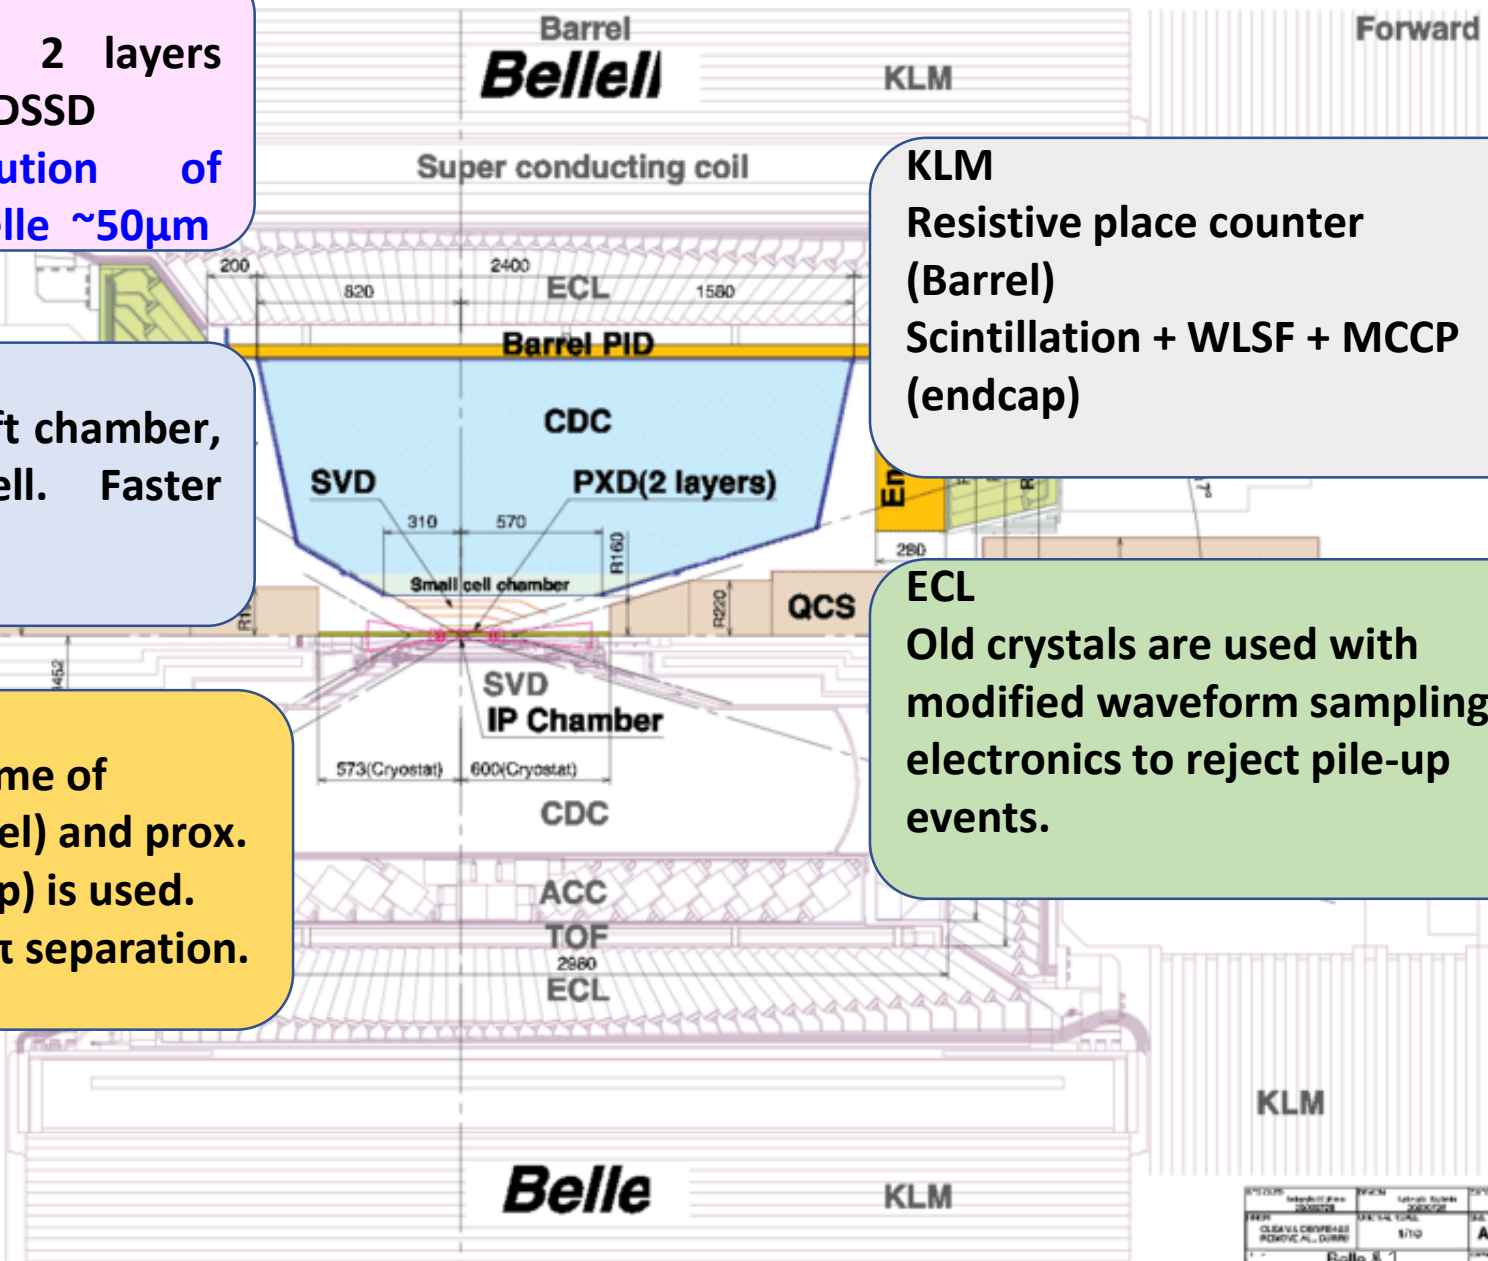 2 layers
DSSD
ution of
elle ~50µm
Barrel
BelleII
KLM
Forward
Super conducting coil
KLM
Resistive place counter
(Barrel)
Scintillation + WLSF + MCCP
(endcap)
200
2400
820
ECL
1580
Barrel PID
ft chamber,
ell. Faster
CDC
SVD
PXD(2 layers)
310
570
R160
Small cell chamber
280
R220
QCS
ECL
Old crystals are used with
modified waveform sampling
electronics to reject pile-up
events.
SVD
IP Chamber
573(Cryostat)
600(Cryostat)
CDC
me of
el) and prox.
p) is used.
π separation.
ACC
TOF
2980
ECL
KLM
Belle
KLM
1/10